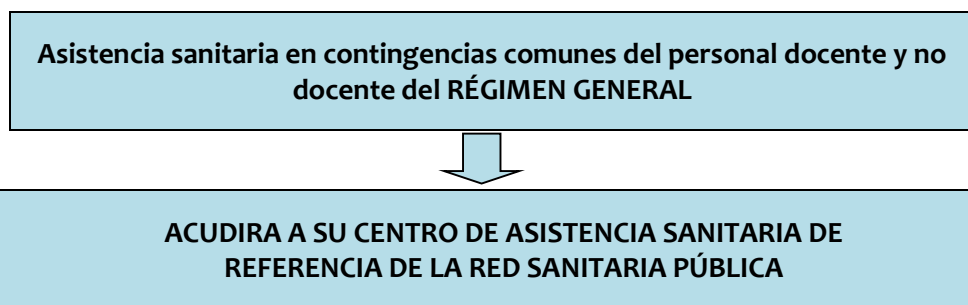 Asistencia sanitaria en contingencias comunes del personal docente y no
docente del RÉGIMEN GENERAL
ACUDIRA A SU CENTRO DE ASISTENCIA SANITARIA DE
REFERENCIA DE LA RED SANITARIA PÚBLICA